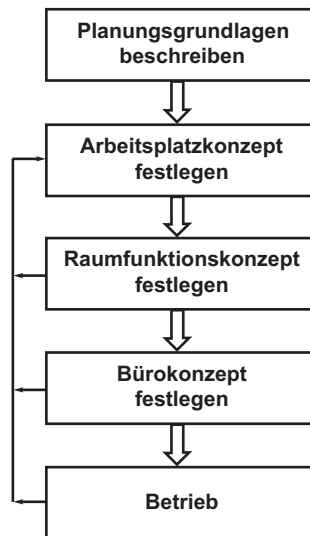 Planungsgrundlagen
beschreiben
Arbeitsplatzkonzept
festlegen
Raumfunktionskonzept
festlegen
Bürokonzept
festlegen
Betrieb